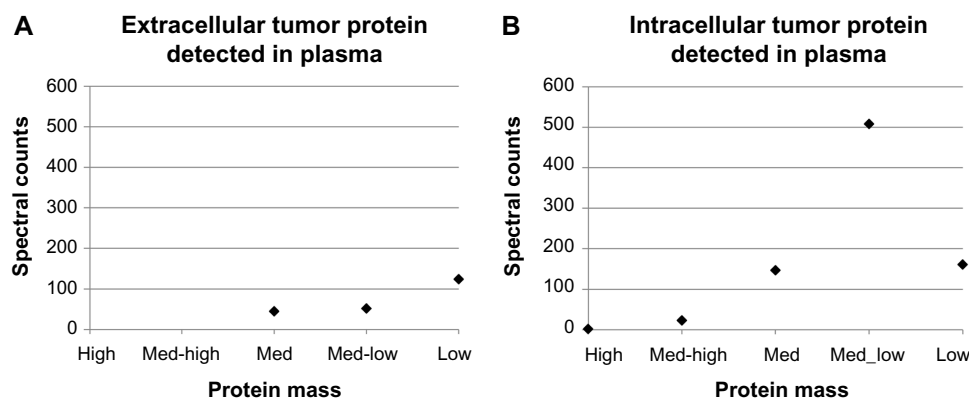 A
Extracellular tumor protein
detected in plasma
Spectral counts
600
500
400
300
200
100
0
High Med-high Med Med-low Low
Protein mass
B
Intracellular tumor protein
detected in plasma
Spectral counts
600
500
400
300
200
100
0
High Med-high Med Med_low Low
Protein mass